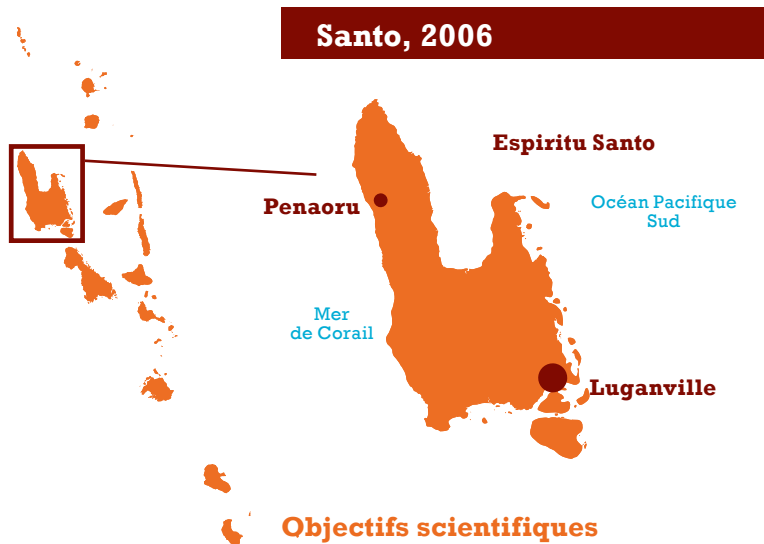 Santo, 2006
Espiritu Santo
Penaoru
Océan Pacifique
Sud
Mer
de Corail
Luganville
Objectifs scientifiques